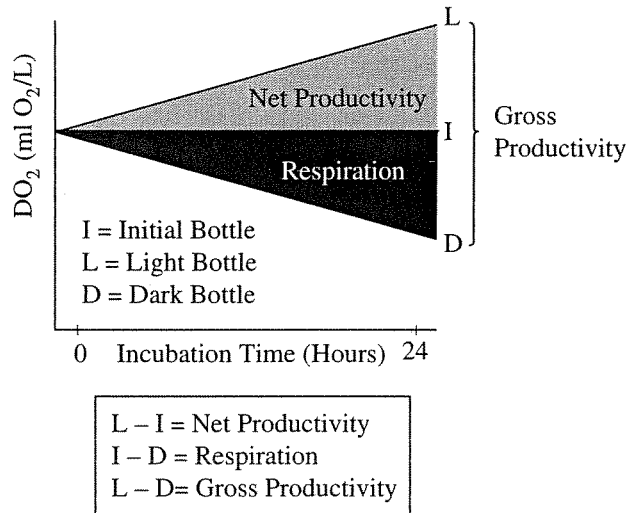 L
Net Productivity
Gross
Productivity
I
Respiration
DO₂ (ml O₂/L)
D
I = Initial Bottle
L = Light Bottle
D = Dark Bottle
0 Incubation Time (Hours) 24
L – I = Net Productivity
I – D = Respiration
L – D= Gross Productivity